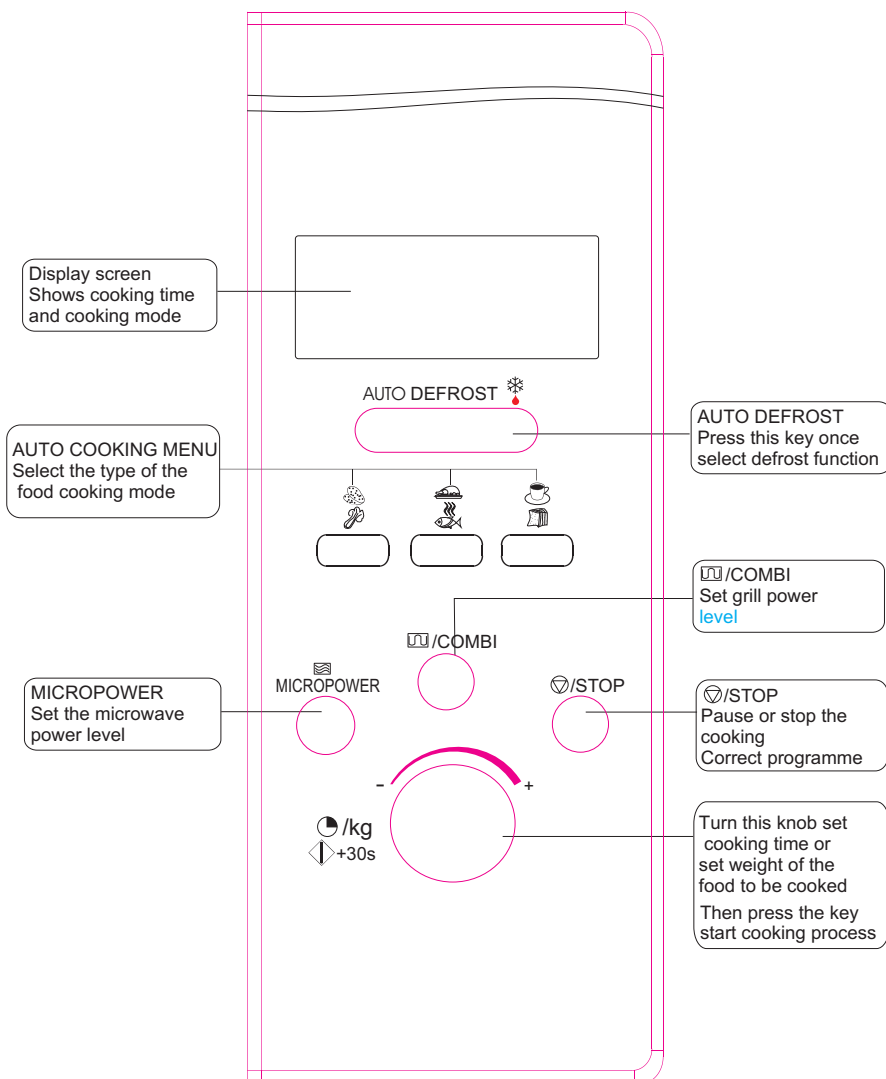 Display screen
Shows cooking time
and cooking mode
AUTO DEFROST
AUTO DEFROST
Press this key once
select defrost function
AUTO COOKING MENU
Select the type of the
food cooking mode
/COMBI
Set grill power
level
/COMBI
MICROPOWER
/STOP
MICROPOWER
Set the microwave
power level
/STOP
Pause or stop the
cooking
Correct programme
- +
/kg
+30s
Turn this knob set
cooking time or
set weight of the
food to be cooked
Then press the key
start cooking process